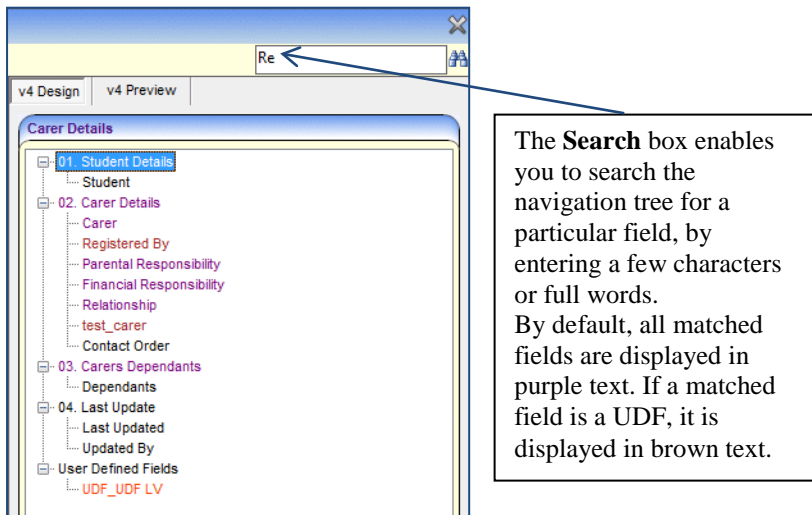 Re
v4 Design
v4 Preview
Carer Details
01. Student Details
Student
02. Carer Details
Carer
Registered By
Parental Responsibility
Financial Responsibility
Relationship
test_carer
Contact Order
03. Carers Dependants
Dependants
04. Last Update
Last Updated
Updated By
User Defined Fields
UDF_UDF LV
The Search box enables
you to search the
navigation tree for a
particular field, by
entering a few characters
or full words.
By default, all matched
fields are displayed in
purple text. If a matched
field is a UDF, it is
displayed in brown text.